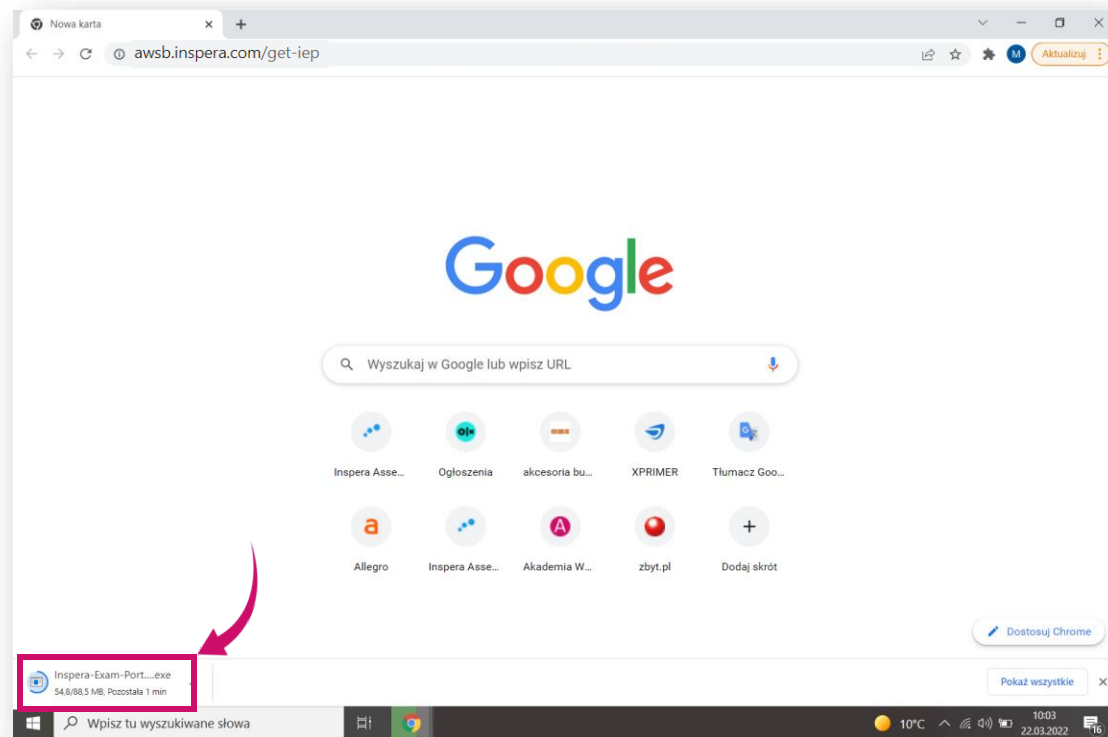 Nowa karta
awsb.inspera.com/get-iep
M
Aktualizuj
Google
Wyszukaj w Google lub wpisz URL
Inspera Asse...
Ogłoszenia
akcesoria bu...
XPRIMER
Tłumacz Goo...
Allegro
Inspera Asse...
Akademia W...
zbyt.pl
Dodaj skrót
Dostosuj Chrome
Inspera-Exam-Port....exe
54,8/88,5 MB, Pozostała 1 min
Pokaż wszystkie
Wpisz tu wyszukiwane słowa
10°C
10:03
22.03.2022
16